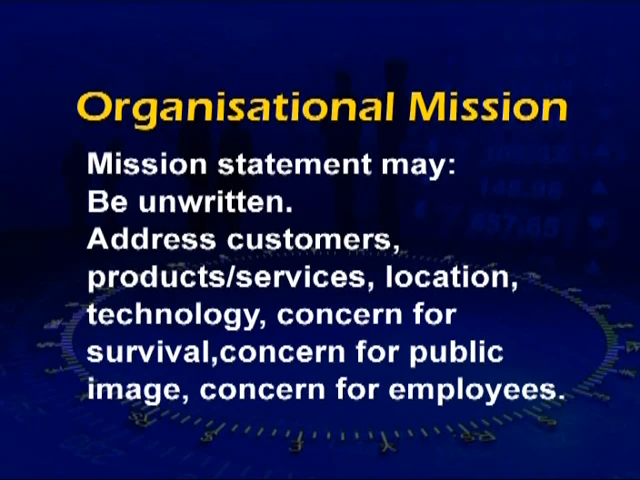 Organisational Mission
Mission statement may:
Be unwritten.
Address customers,
products/services, location,
technology, concern for
survival,concern for public
image, concern for employees.